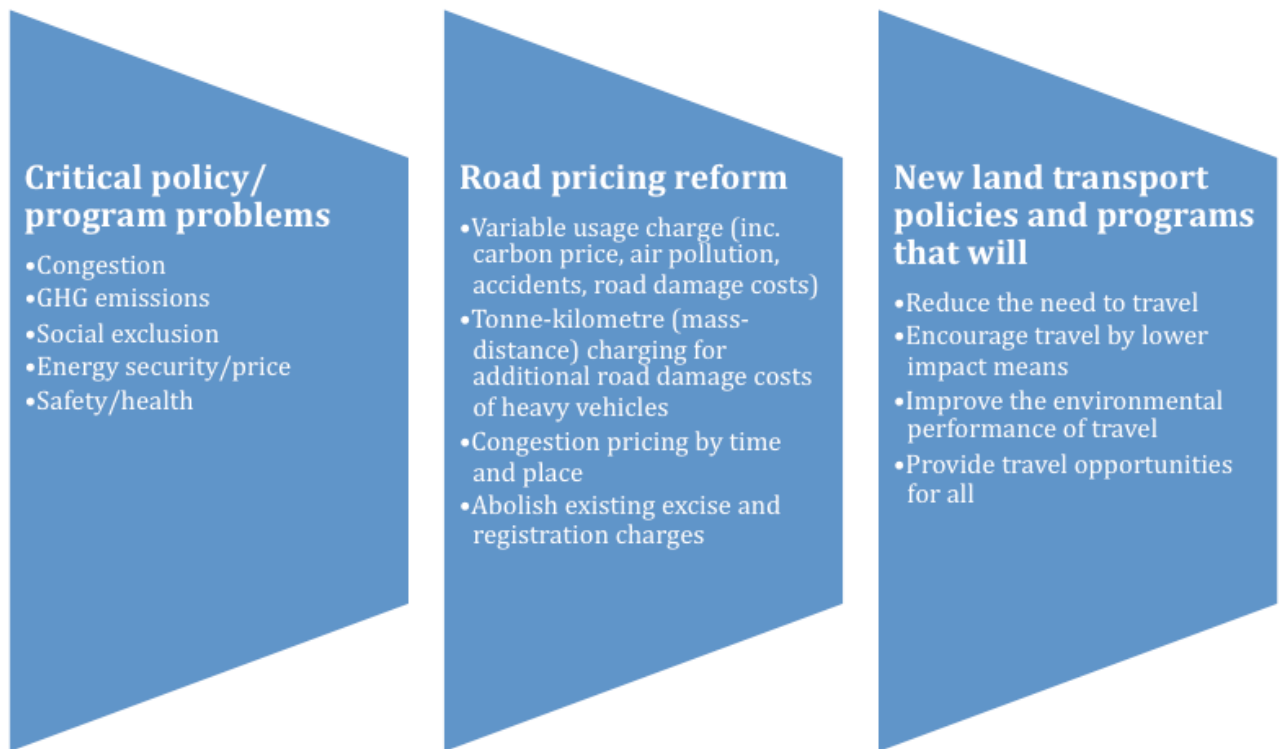 Critical policy/
program problems
•Congestion
•GHG emissions
•Social exclusion
•Energy security/price
•Safety/health
Road pricing reform
•Variable usage charge (inc.
carbon price, air pollution,
accidents, road damage costs)
•Tonne-kilometre (mass-
distance) charging for
additional road damage costs
of heavy vehicles
•Congestion pricing by time
and place
•Abolish existing excise and
registration charges
New land transport
policies and programs
that will
•Reduce the need to travel
•Encourage travel by lower
impact means
•Improve the environmental
performance of travel
•Provide travel opportunities
for all